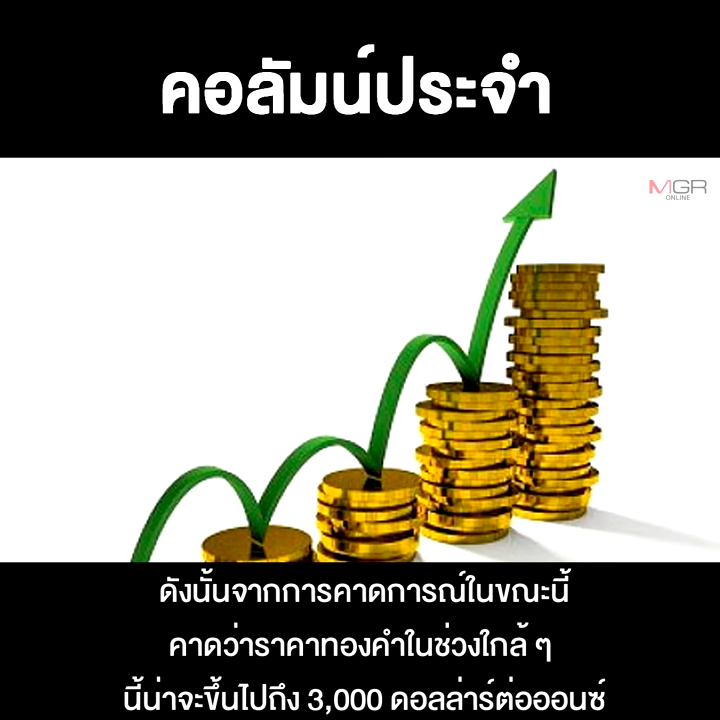 คอลัมน์ประจำ
MGR
ONLINE
ดังนั้นจากการคาดการณ์ในขณะนี้
คาดว่าราคาทองคำในช่วงใกล้ ๆ
นี้น่าจะขึ้นไปถึง 3,000 ดอลล่าร์ต่อออนซ์